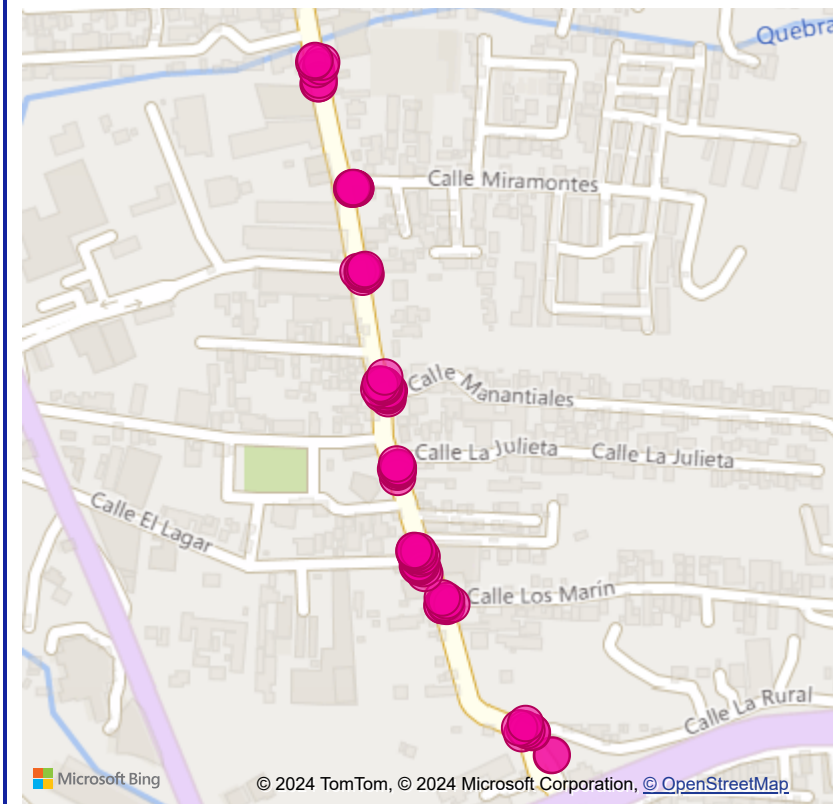 Quebra
Calle Miramontes
Calle Manantiales
Calle La Julieta
Calle La Julieta
Calle El Lagar
Calle Los Marín
Calle La Rural
Microsoft Bing
© 2024 TomTom, © 2024 Microsoft Corporation, © OpenStreetMap